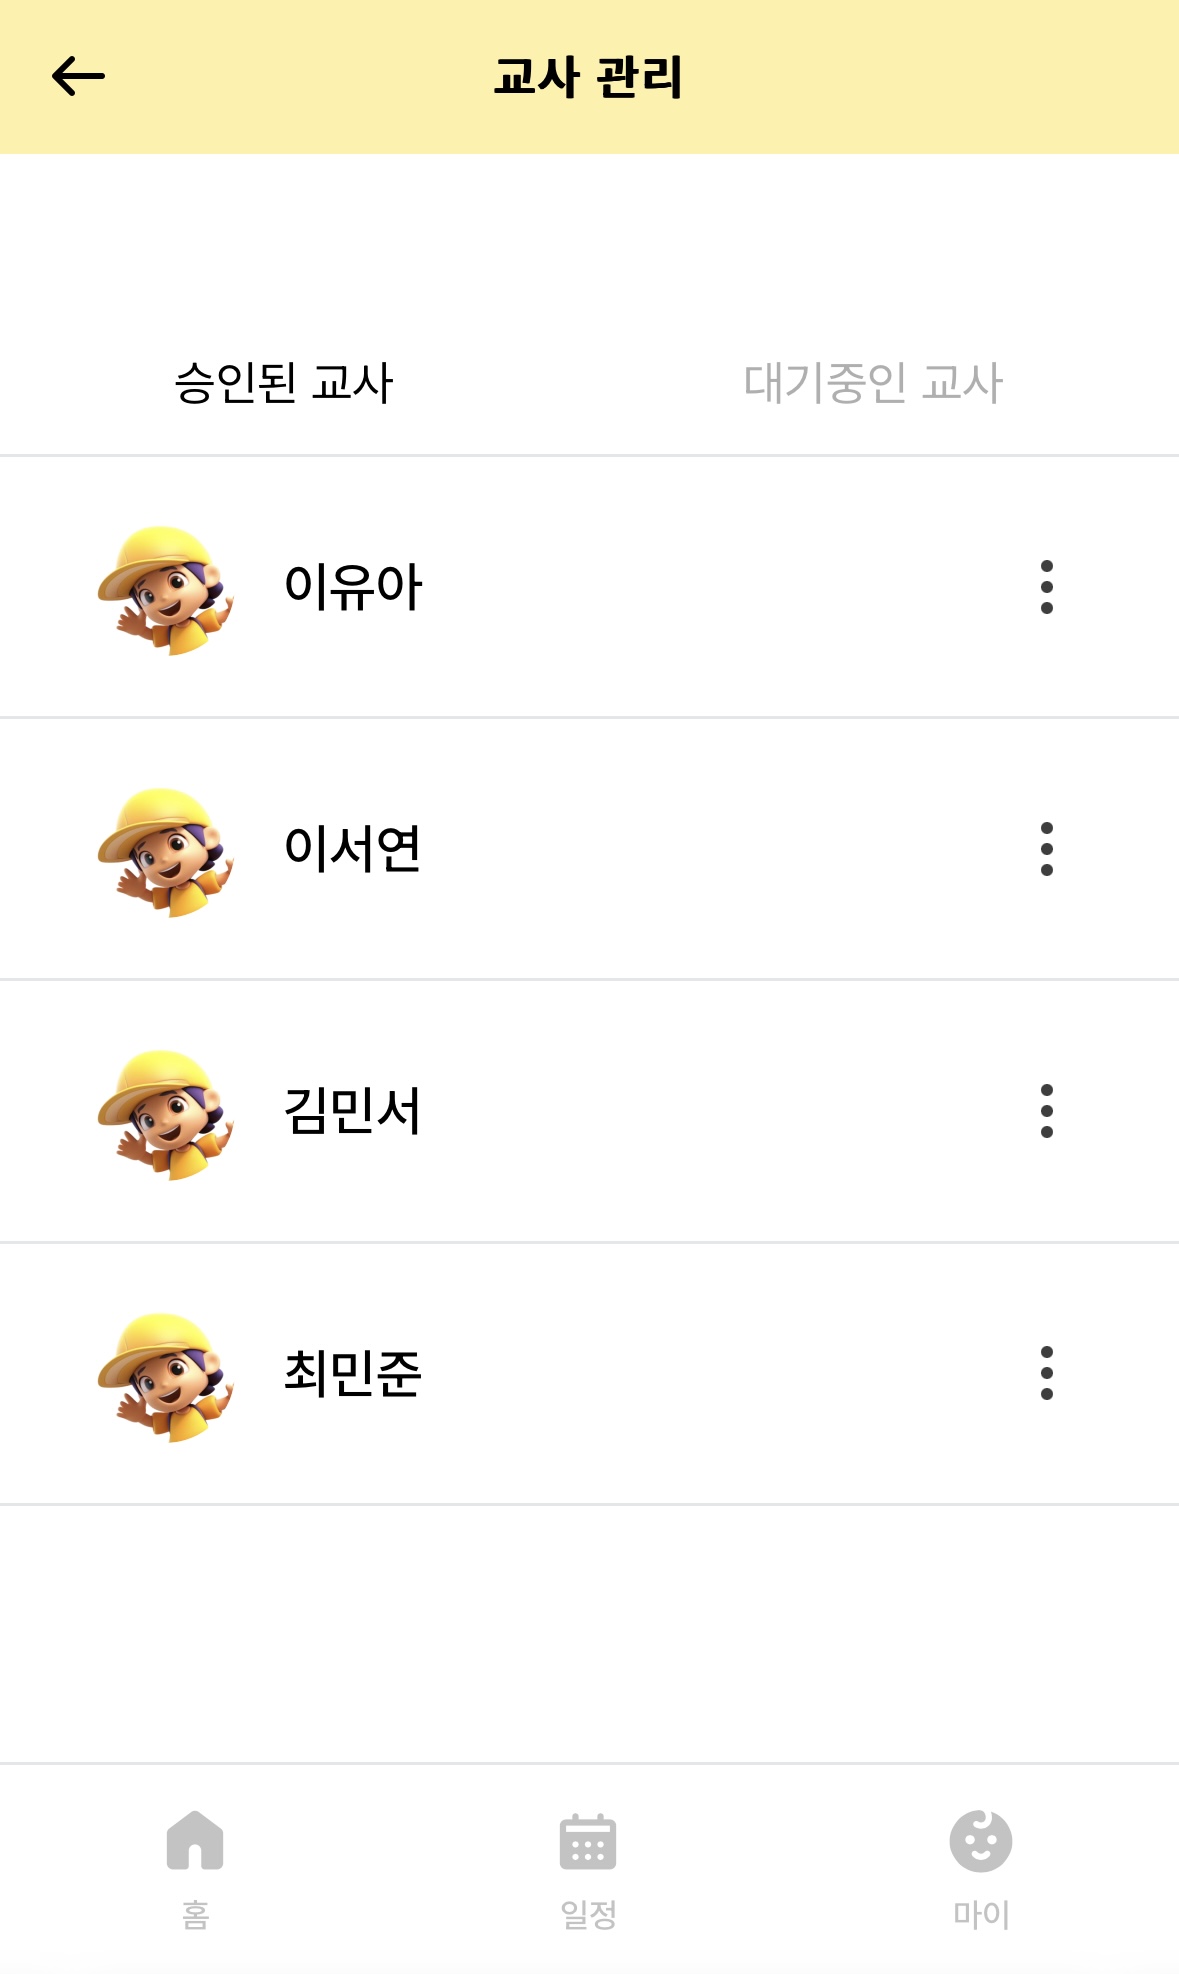 교사 관리
승인된 교사
대기중인 교사
이유아
이서연
김민서
최민준
홈
일정
마이